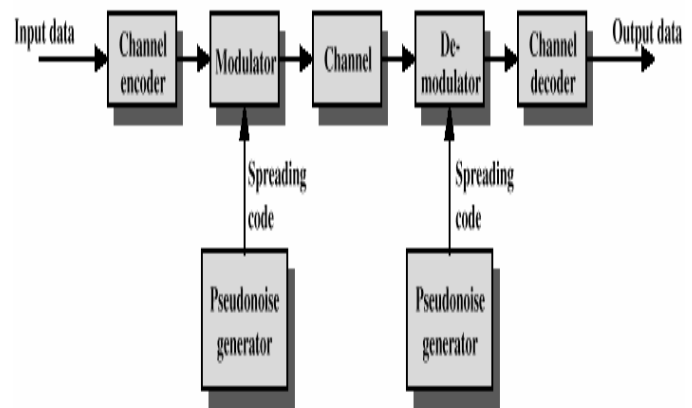 Input data
Channel
encoder
Modulator
Channel
De-
modulator
Channel
decoder
Output data
Spreading
code
Spreading
code
Pseudonoise
generator
Pseudonoise
generator